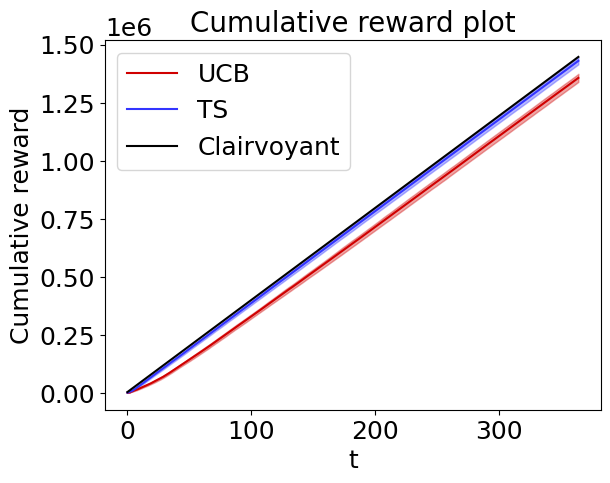 Cumulative reward plot
1e6
1.50
1.25
1.00
0.75
0.50
0.25
0.00
Cumulative reward
UCB
TS
Clairvoyant
0
100
200
300
t